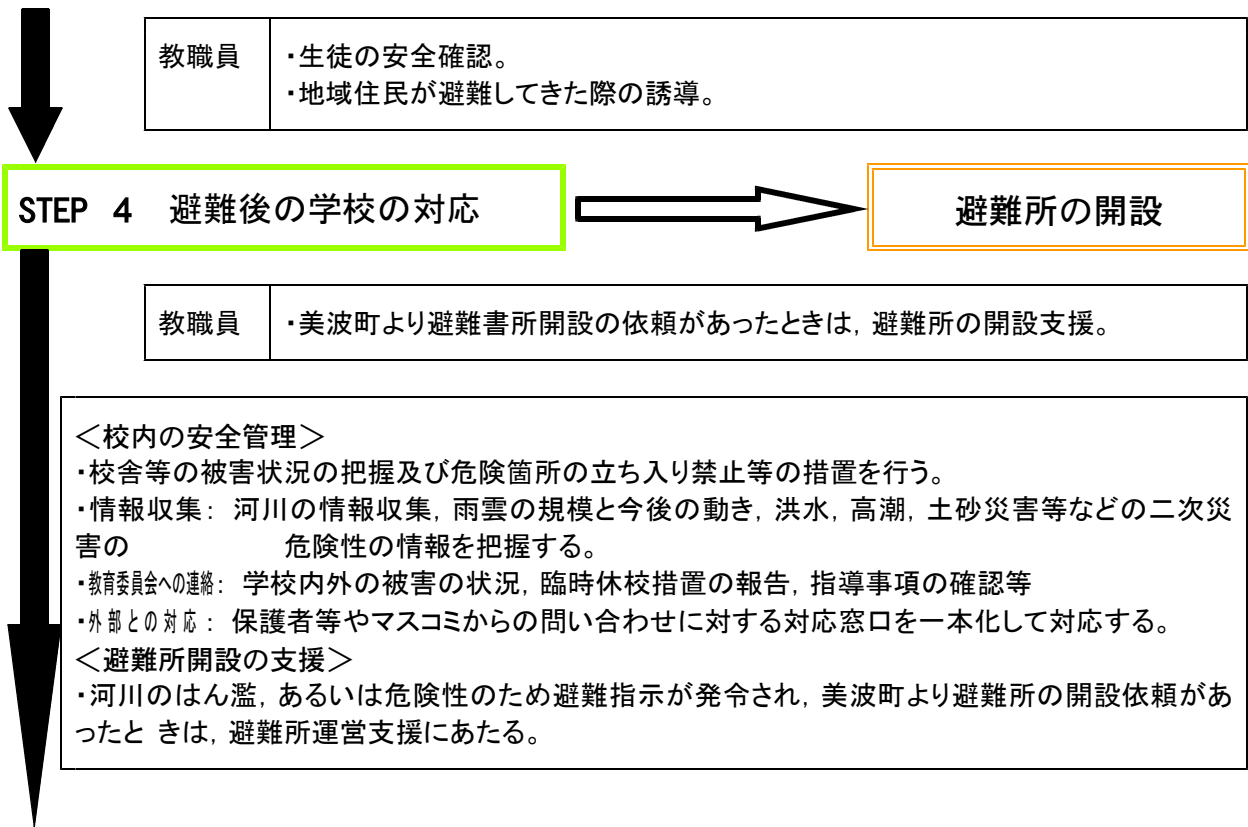 教職員
・生徒の安全確認。
・地域住民が避難してきた際の誘導。
STEP 4 避難後の学校の対応
避難所の開設
教職員
・美波町より避難書所開設の依頼があったときは，避難所の開設支援。
＜校内の安全管理＞
・校舎等の被害状況の把握及び危険箇所の立ち入り禁止等の措置を行う。
・情報収集： 河川の情報収集，雨雲の規模と今後の動き，洪水，高潮，土砂災害等などの二次災
害の 危険性の情報を把握する。
・教育委員会への連絡： 学校内外の被害の状況，臨時休校措置の報告，指導事項の確認等
・外部との対応： 保護者等やマスコミからの問い合わせに対する対応窓口を一本化して対応する。
＜避難所開設の支援＞
・河川のはん濫，あるいは危険性のため避難指示が発令され，美波町より避難所の開設依頼があ
ったと きは，避難所運営支援にあたる。